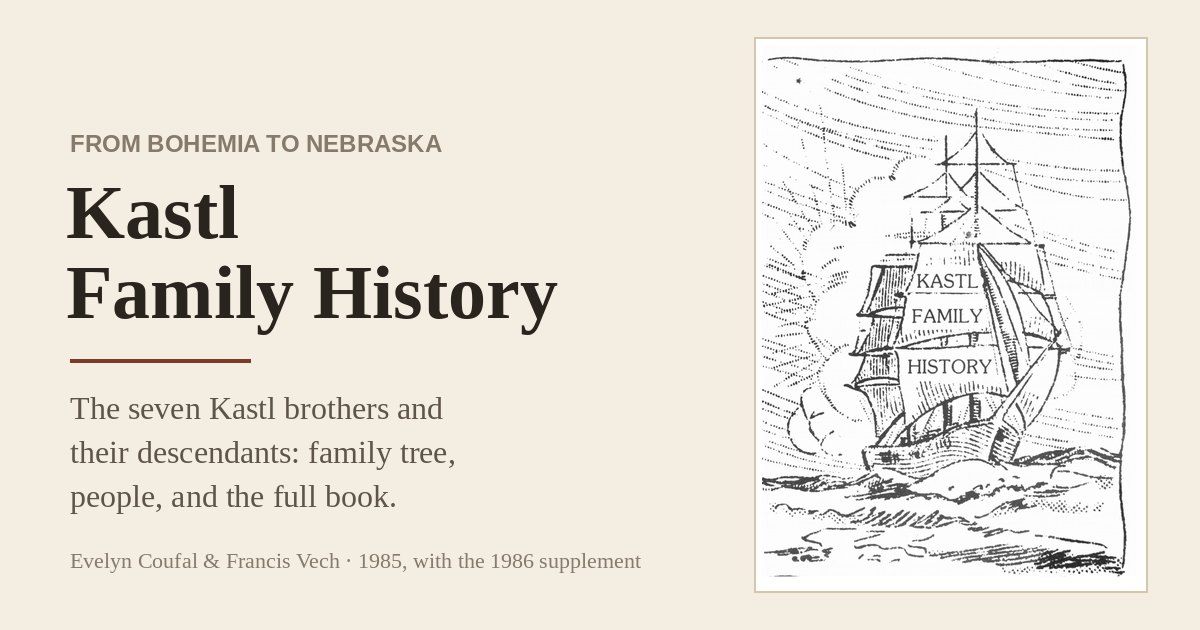 FROM BOHEMIA TO NEBRASKA
Kastl
Family History
The seven Kastl brothers and
their descendants: family tree,
people, and the full book.
Evelyn Coufal & Francis Vech · 1985, with the 1986 supplement
KASTL
FAMILY
HISTORY